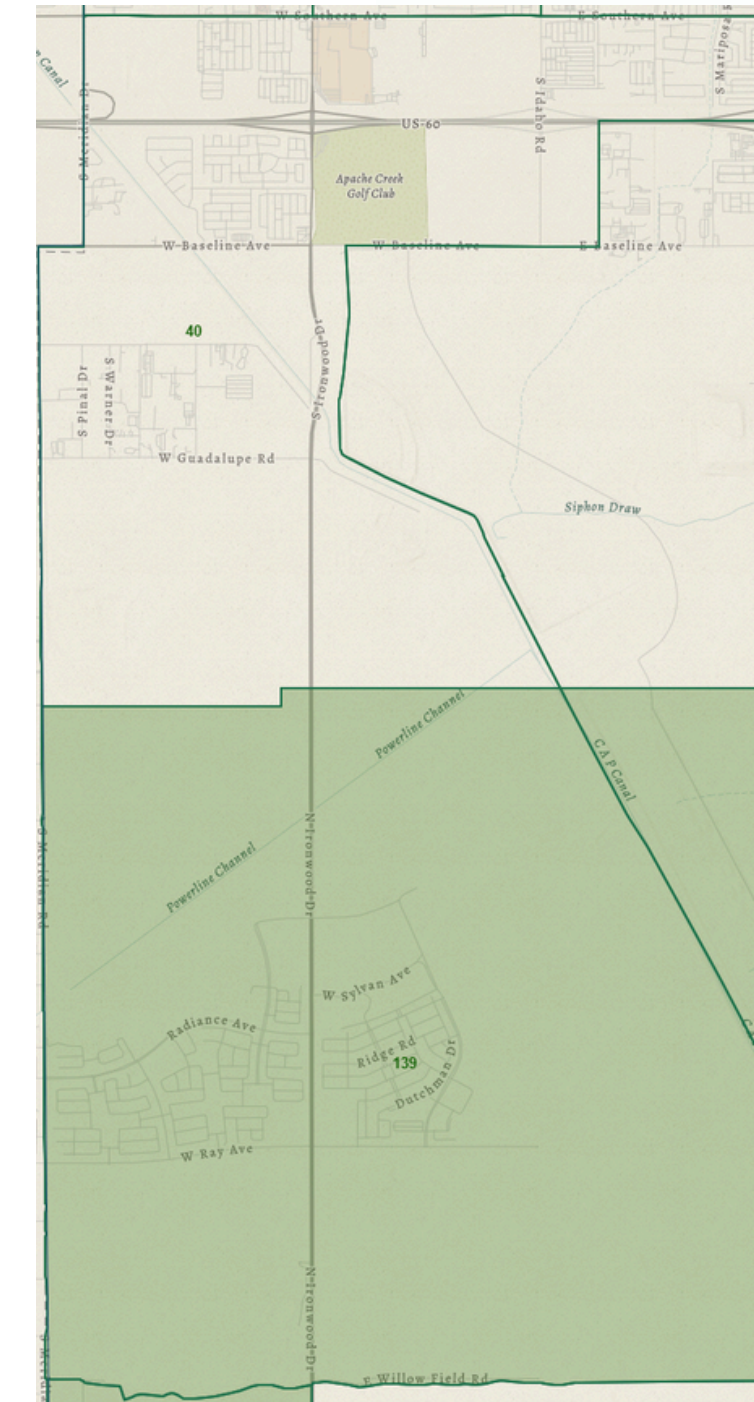 W Southern Ave
E Southern Ave
S Mariposa
Canal
S Meridian Dr
S Idaho Rd
US-60
Apache Creek
Golf Club
W Baseline Ave
W Baseline Ave
E Baseline Ave
40
S Ironwood Dr
S Pinal Dr
S Warner Dr
W Guadalupe Rd
Siphon Draw
Powerline Channel
C A P Canal
N Ironwood Dr
S Meridian Rd
Powerline Channel
W Sylvan Ave
Radiance Ave
Ridge Rd
139
Dutchman Dr
W Ray Ave
N Ironwood Dr
E Willow Field Rd